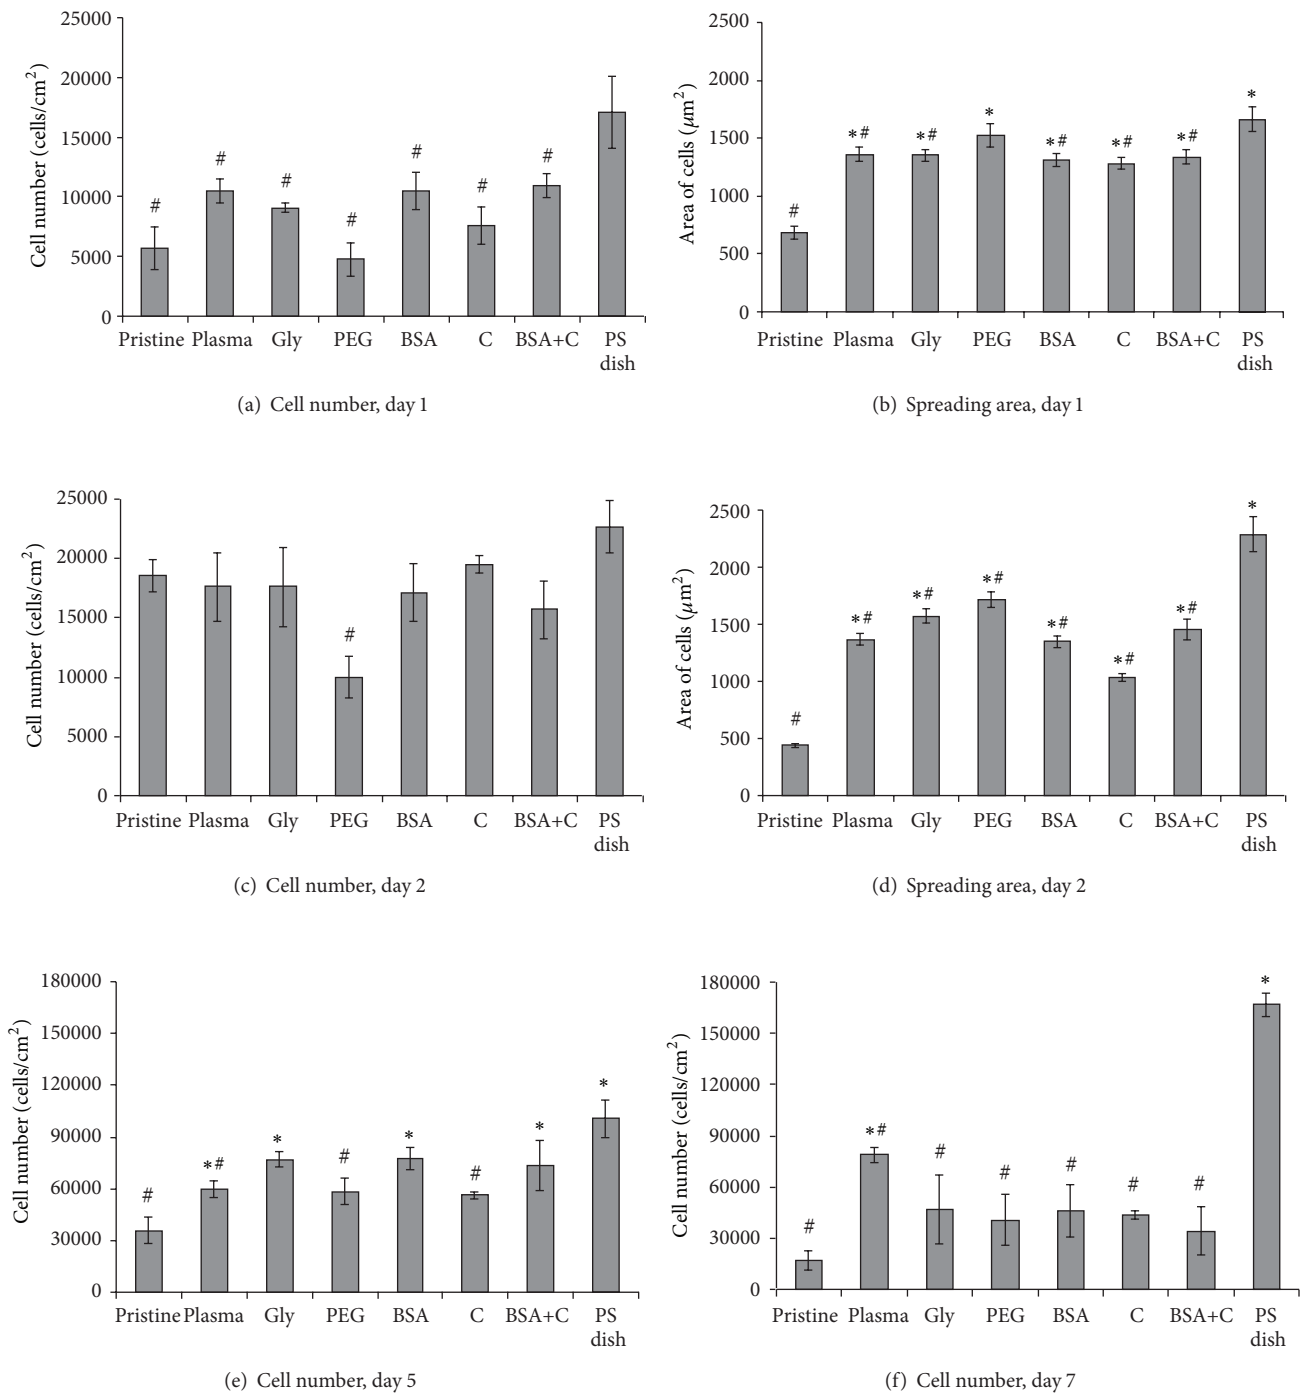 25000
20000
15000
10000
5000
0
Cell number (cells/cm²)
# # # # # # #
Pristine Plasma Gly PEG BSA C BSA+C PS
dish
(a) Cell number, day 1
2500
2000
1500
1000
500
0
Area of cells (μm²)
# *# *# * *# *# *# *
Pristine Plasma Gly PEG BSA C BSA+C PS
dish
(b) Spreading area, day 1
25000
20000
15000
10000
5000
0
Cell number (cells/cm²)
#
Pristine Plasma Gly PEG BSA C BSA+C PS
dish
(c) Cell number, day 2
2500
2000
1500
1000
500
0
Area of cells (μm²)
# *# *# *# *# *# *# *
Pristine Plasma Gly PEG BSA C BSA+C PS
dish
(d) Spreading area, day 2
180000
150000
120000
90000
60000
30000
0
Cell number (cells/cm²)
# *# * # * # * *
Pristine Plasma Gly PEG BSA C BSA+C PS
dish
(e) Cell number, day 5
180000
150000
120000
90000
60000
30000
0
Cell number (cells/cm²)
# *# # # # # # *
Pristine Plasma Gly PEG BSA C BSA+C PS
dish
(f) Cell number, day 7